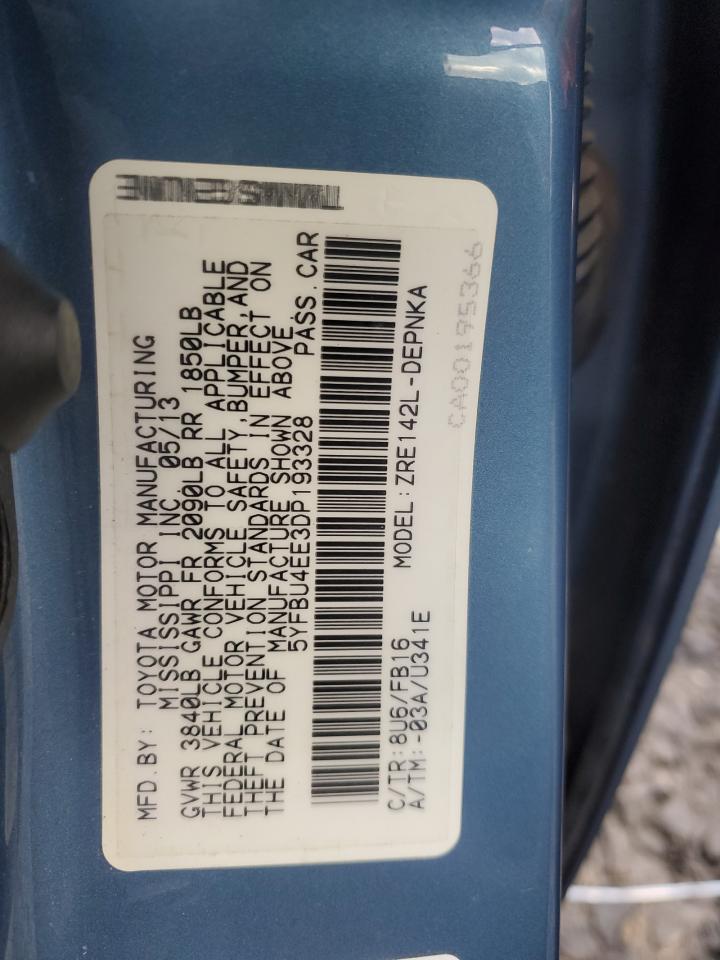 MFD.BY: TOYOTA MOTOR MANUFACTURING
MISSISSIPPI INC. 05/13
GVWR 3840LB GAWR FR 2090LB RR 1850LB
THIS VEHICLE CONFORMS TO ALL APPLICABLE
FEDERAL MOTOR VEHICLE SAFETY,BUMPER,AND
THEFT PREVENTION STANDARDS IN EFFECT ON
THE DATE OF MANUFACTURE SHOWN ABOVE.
5YFBU4EE3DP193328 PASS.CAR
C/TR:8U6/FB16 MODEL:ZRE142L-DEPNKA
A/TM:-03A/U341E
CA00195366